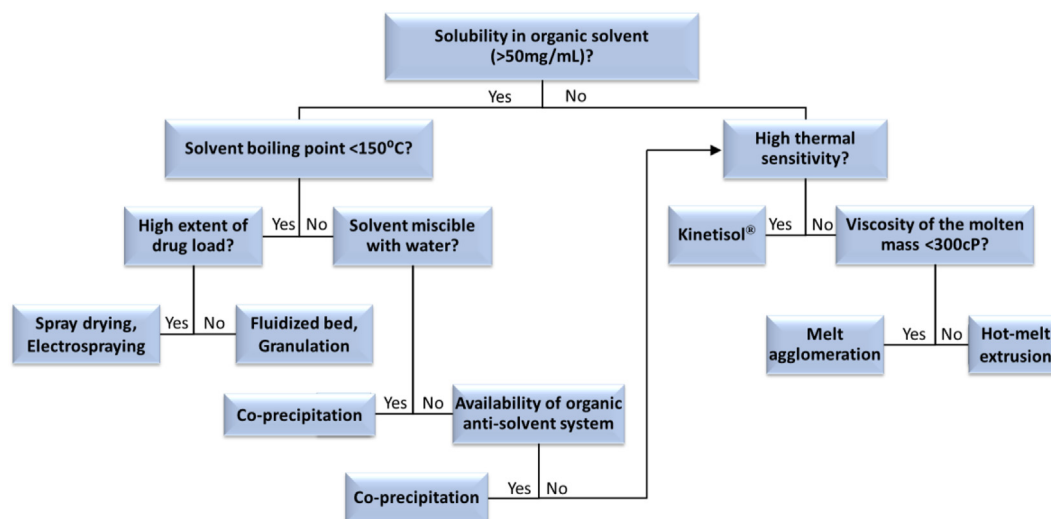 Solubility in organic solvent
(>50mg/mL)?
Yes
No
Solvent boiling point <150⁰C?
High thermal
sensitivity?
High extent of
drug load?
Yes
No
Solvent miscible
with water?
Kinetisol®
Yes
No
Viscosity of the molten
mass <300cP?
Spray drying,
Electrospraying
Yes
No
Fluidized bed,
Granulation
Melt
agglomeration
Yes
No
Hot-melt
extrusion
Co-precipitation
Yes
No
Availability of organic
anti-solvent system
Co-precipitation
Yes
No